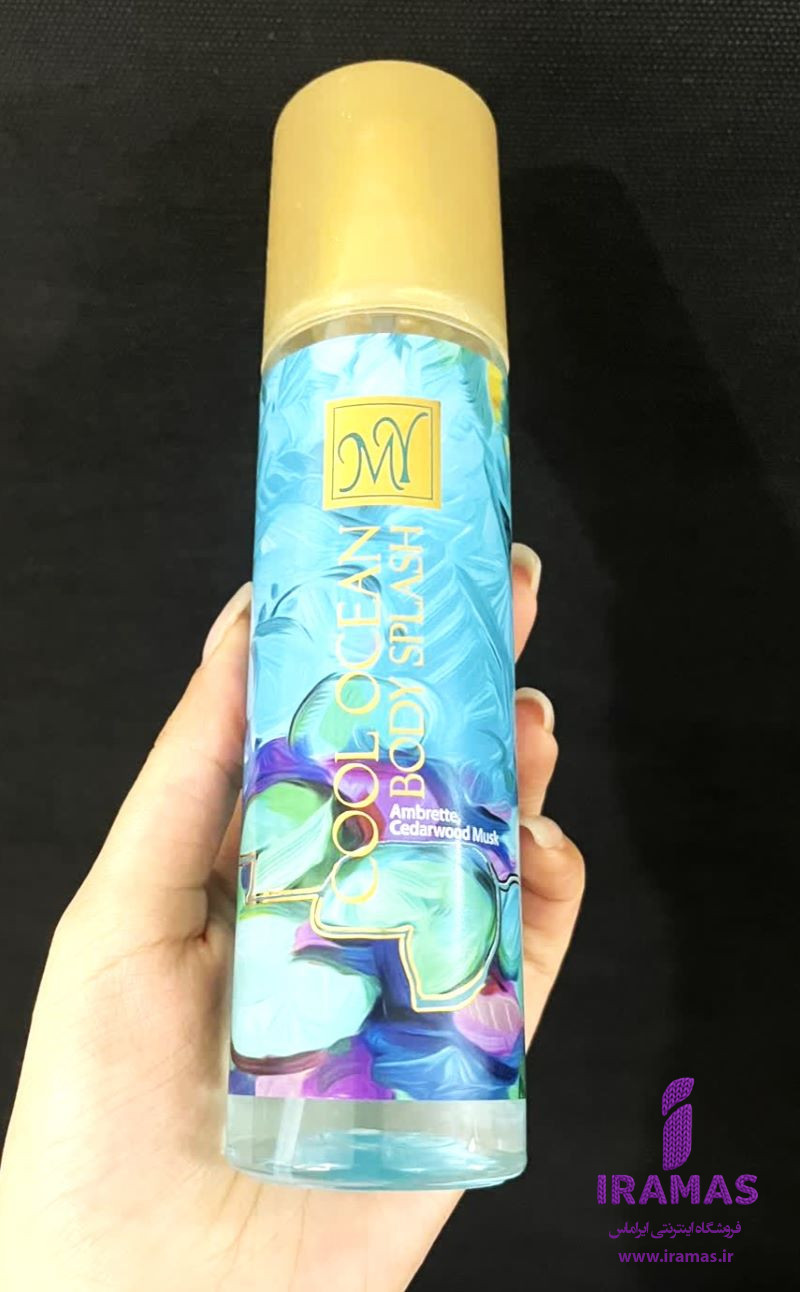 MY
COOL OCEAN
BODY SPLASH
Ambrette,
Cedarwood Musk
IRAMAS
فروشگاه اینترنتی ایراماس
www.iramas.ir